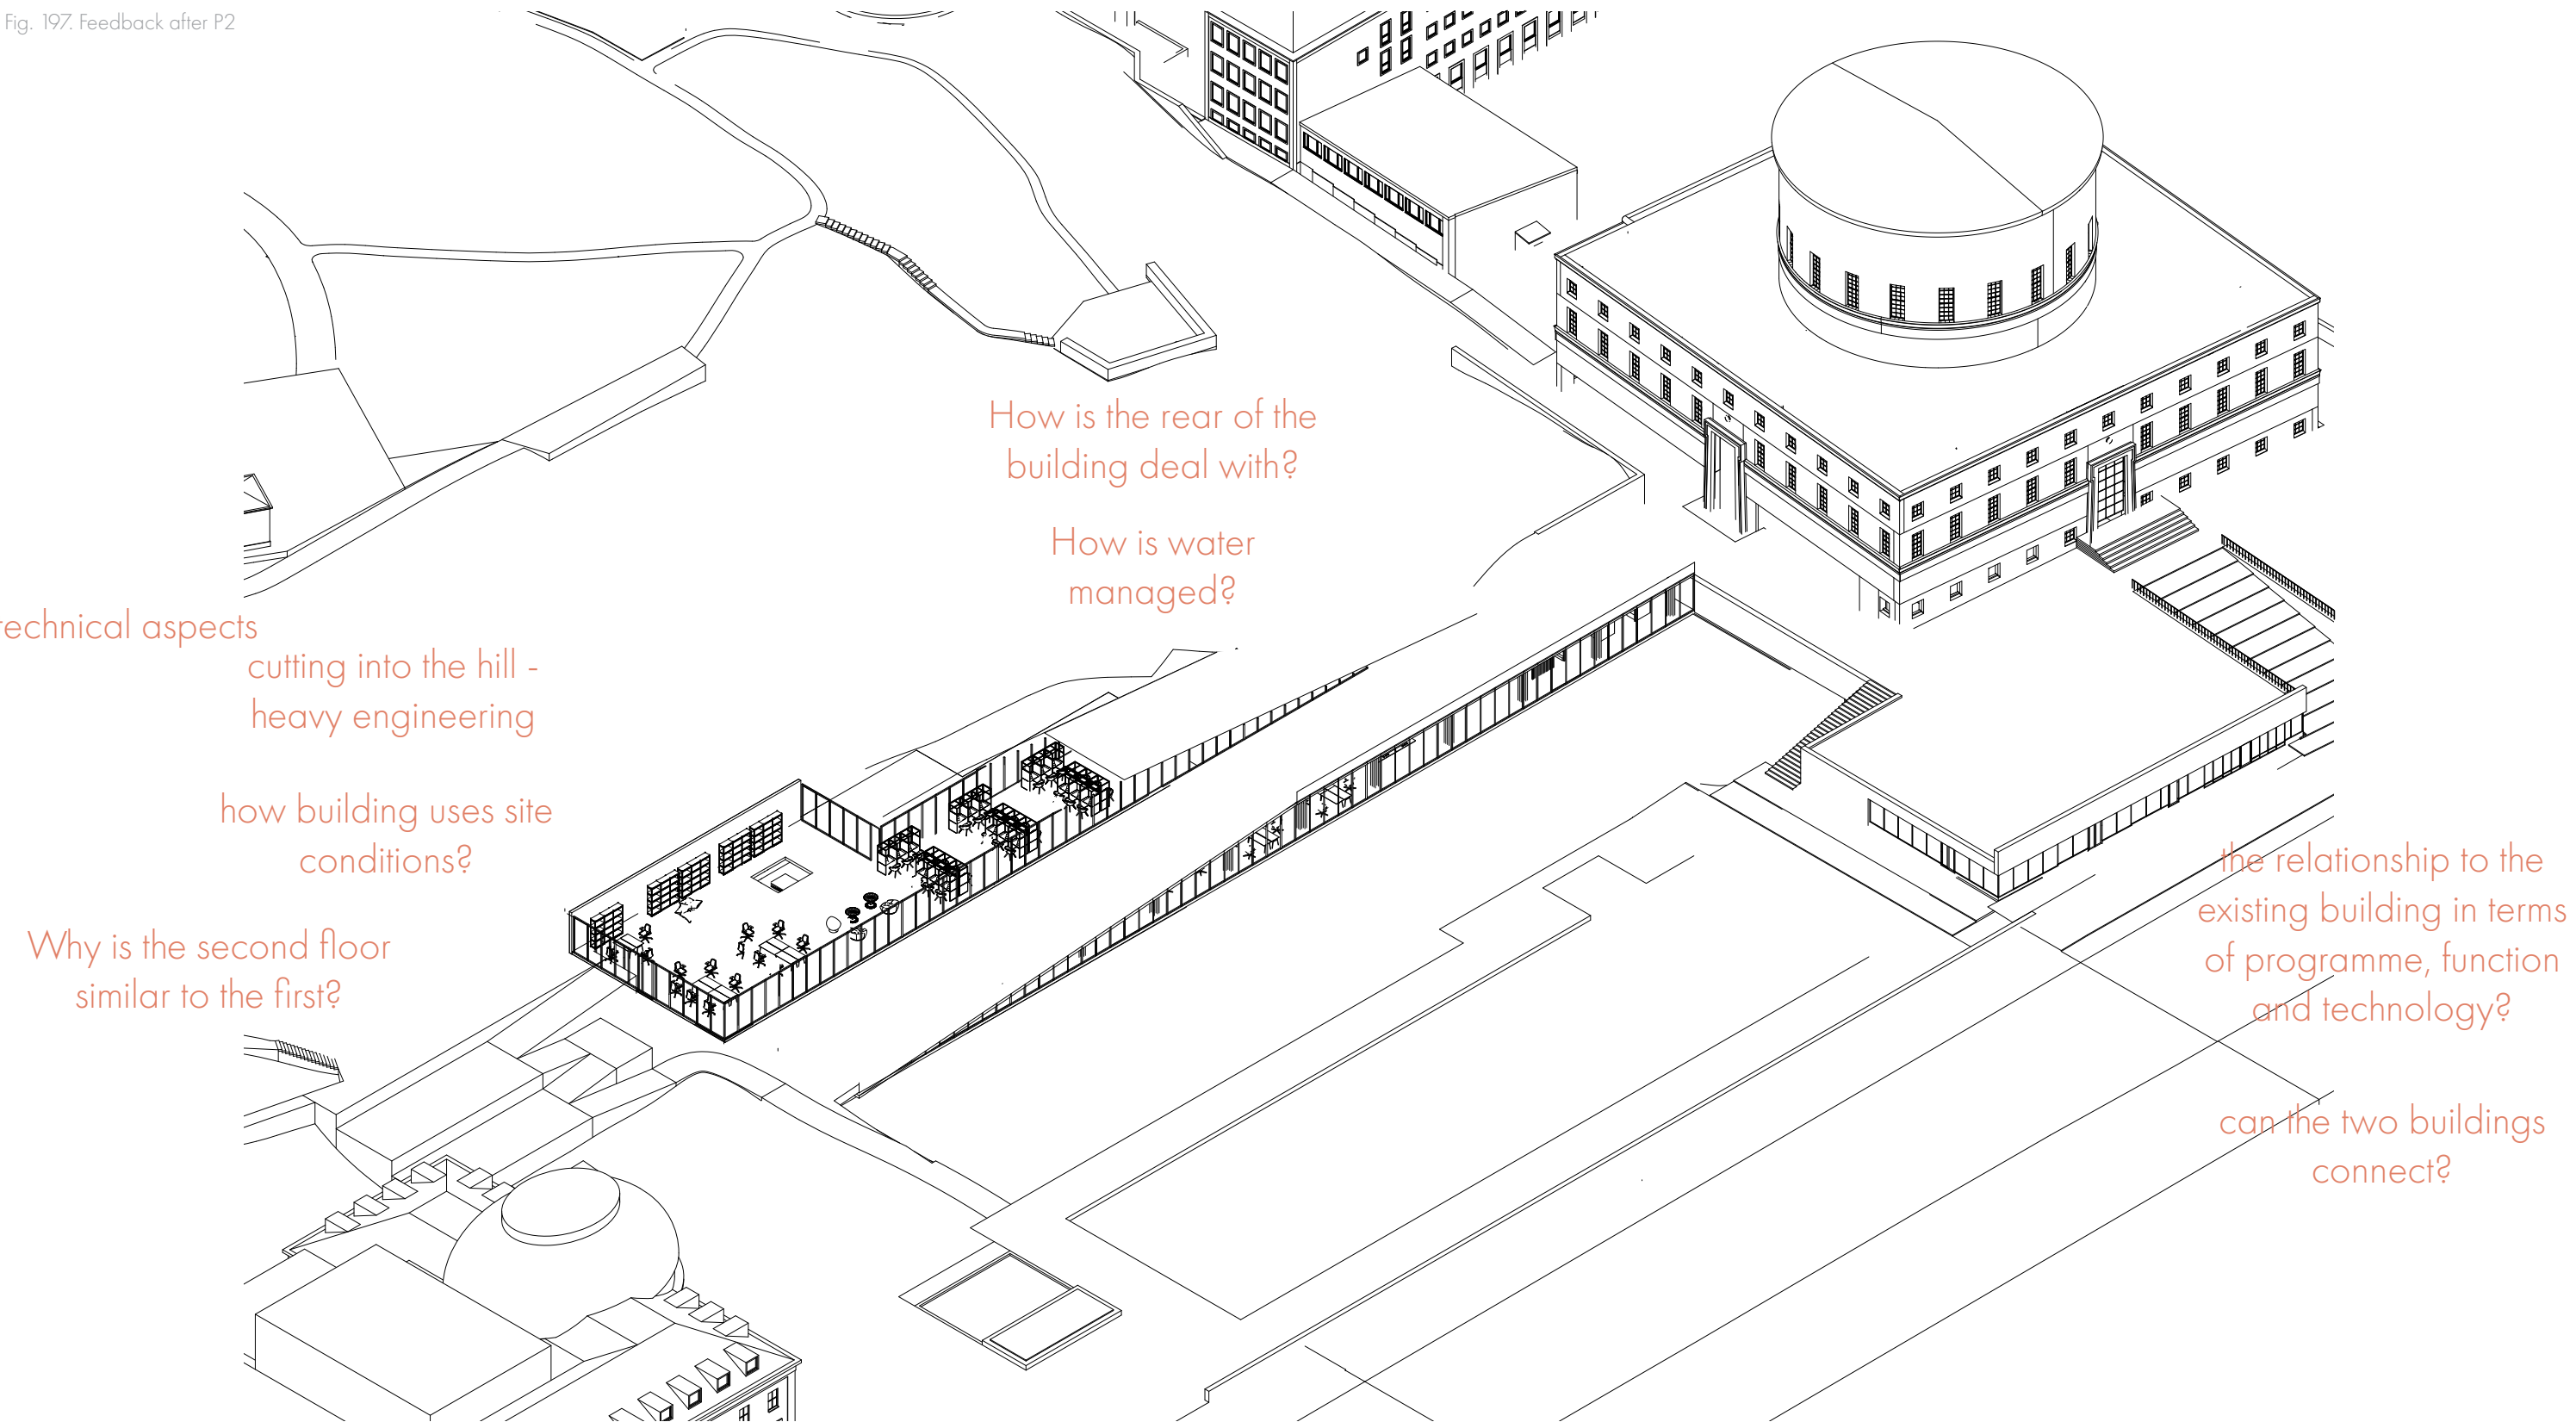 Fig. 197. Feedback after P2
How is the rear of the
building deal with?
How is water
managed?
technical aspects
cutting into the hill -
heavy engineering
how building uses site
conditions?
Why is the second floor
similar to the first?
the relationship to the
existing building in terms
of programme, function
and technology?
can the two buildings
connect?